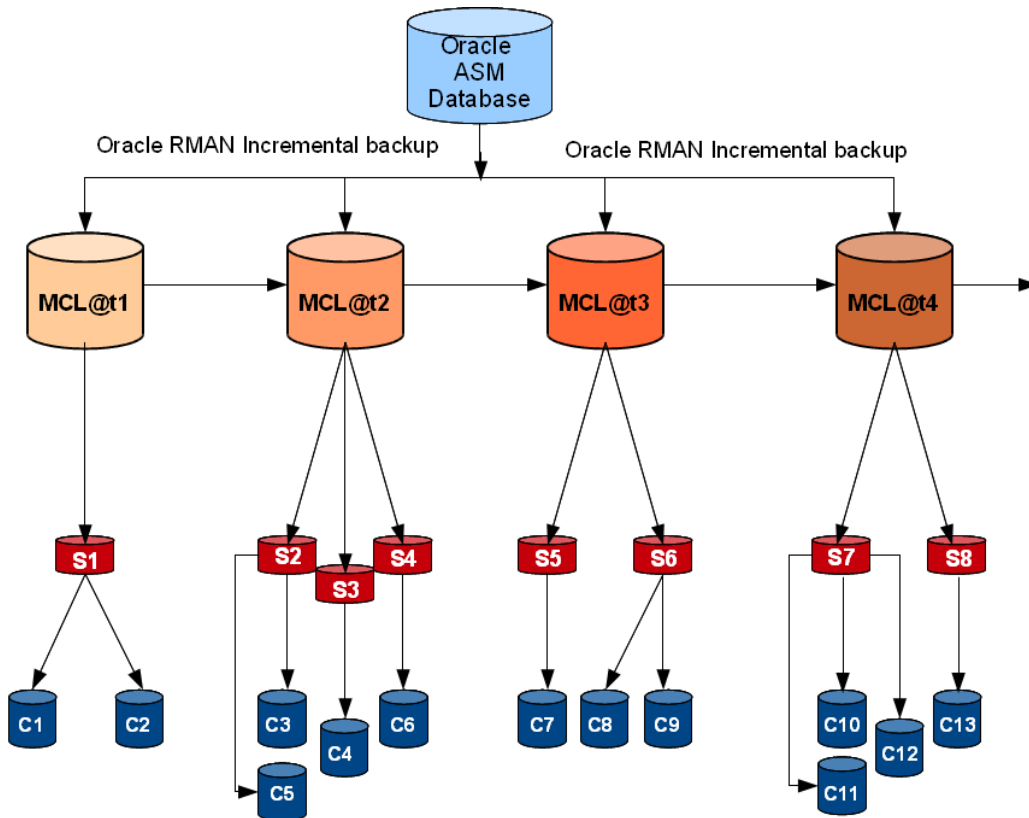 Oracle
ASM
Database
Oracle RMAN Incremental backup
Oracle RMAN Incremental backup
MCL@t1
MCL@t2
MCL@t3
MCL@t4
S1
S2
S3
S4
S5
S6
S7
S8
C1
C2
C3
C4
C5
C6
C7
C8
C9
C10
C11
C12
C13